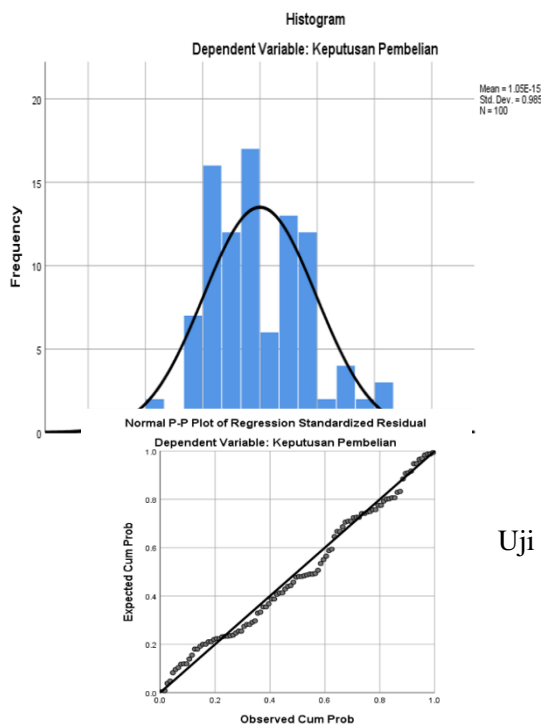 Histogram
Dependent Variable: Keputusan Pembelian
Mean = 1.05E-15
Std. Dev. = 0.985
N = 100
20
15
10
5
0
Frequency
Normal P-P Plot of Regression Standardized Residual
Dependent Variable: Keputusan Pembelian
1.0
0.8
0.6
0.4
0.2
0.0
Expected Cum Prob
0.0 0.2 0.4 0.6 0.8 1.0
Observed Cum Prob
Uji